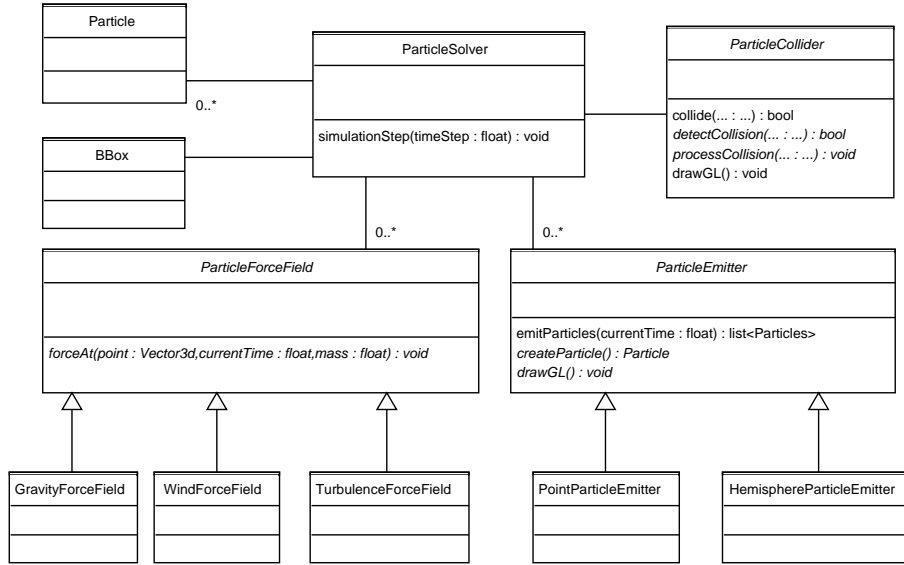 Particle
0..*
BBox
ParticleSolver
simulationStep(timeStep : float) : void
ParticleCollider
collide(... : ...) : bool
detectCollision(... : ...) : bool
processCollision(... : ...) : void
drawGL() : void
0..*
0..*
ParticleForceField
forceAt(point : Vector3d,currentTime : float,mass : float) : void
ParticleEmitter
emitParticles(currentTime : float) : list<Particles>
createParticle() : Particle
drawGL() : void
GravityForceField
WindForceField
TurbulenceForceField
PointParticleEmitter
HemisphereParticleEmitter